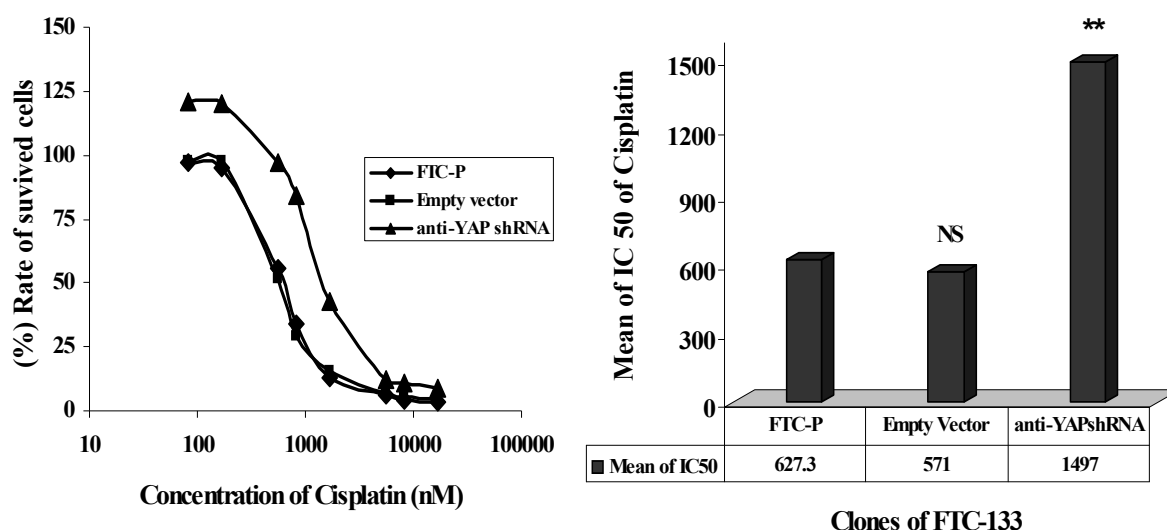 (%) Rate of suvived cells
150
125
100
75
50
25
0
10
100
1000
10000
100000
Concentration of Cisplatin (nM)
FTC-P
Empty vector
anti-YAP shRNA
Mean of IC 50 of Cisplatin
1500
1200
900
600
300
0
NS
**
FTC-P
Empty Vector
anti-YAPshRNA
Mean of IC50
627.3
571
1497
Clones of FTC-133